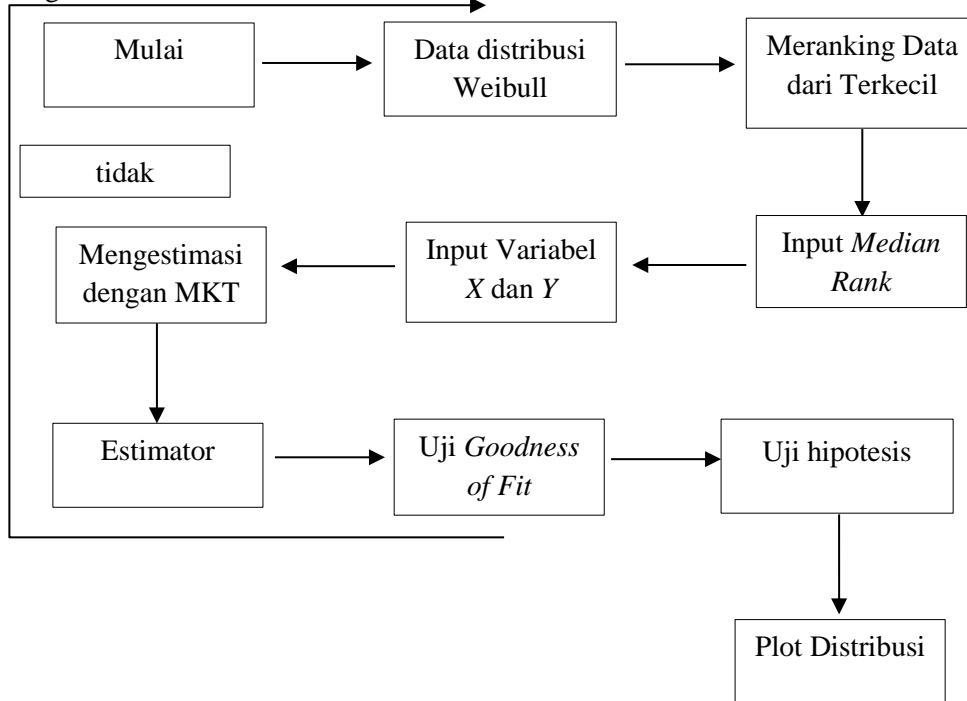 Mulai
Data distribusi
Weibull
Meranking Data
dari Terkecil
tidak
Input Median
Rank
Input Variabel
X dan Y
Mengestimasi
dengan MKT
Estimator
Uji Goodness
of Fit
Uji hipotesis
Plot Distribusi